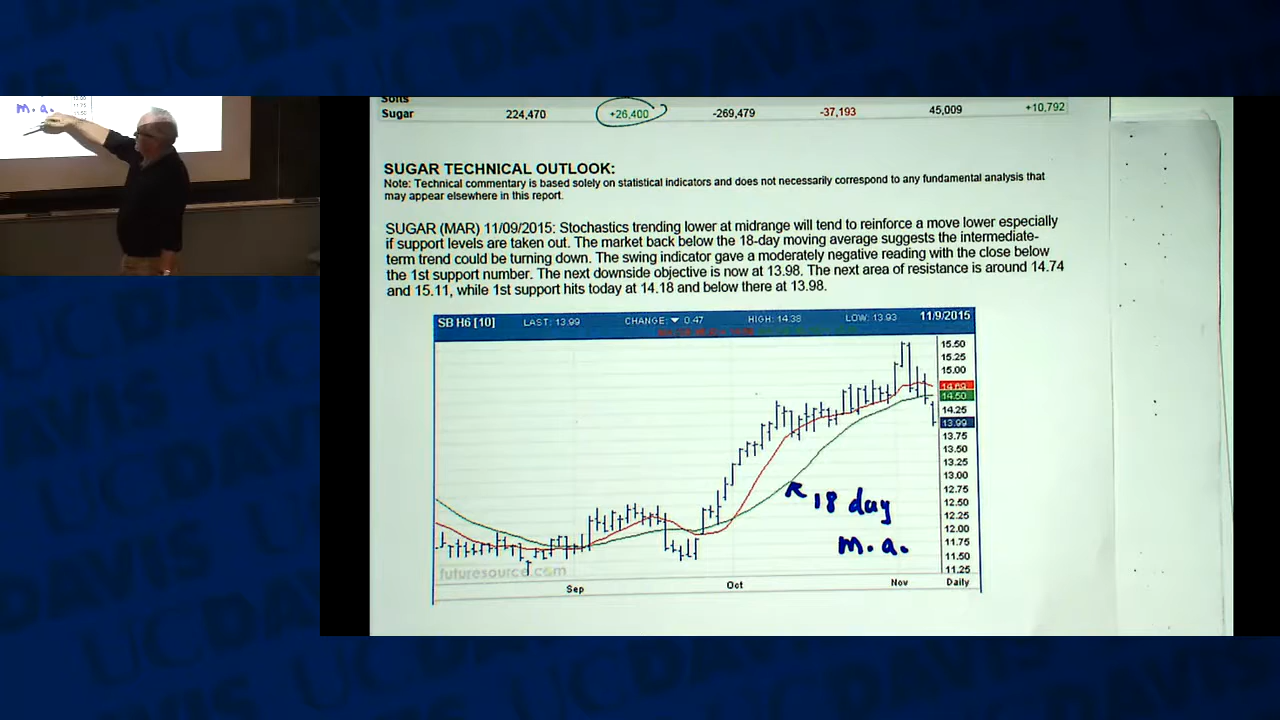 UC DAVIS
m. a.
Softs
Sugar 224,470 +26,400 -269,479 -37,193 45,009 +10,792
SUGAR TECHNICAL OUTLOOK:
Note: Technical commentary is based solely on statistical indicators and does not necessarily correspond to any fundamental analysis that
may appear elsewhere in this report.
SUGAR (MAR) 11/09/2015: Stochastics trending lower at midrange will tend to reinforce a move lower especially
if support levels are taken out. The market back below the 18-day moving average suggests the intermediate-
term trend could be turning down. The swing indicator gave a moderately negative reading with the close below
the 1st support number. The next downside objective is now at 13.98. The next area of resistance is around 14.74
and 15.11, while 1st support hits today at 14.18 and below there at 13.98.
SB H6 [10] LAST: 13.99 CHANGE: 0.47 HIGH: 14.38 LOW: 13.93 11/9/2015
15.50
15.25
15.00
14.69
14.50
14.25
13.99
13.75
13.50
13.25
13.00
12.75
12.50
12.25
12.00
11.75
11.50
11.25
18 day
m. a.
futuresource.com
Sep Oct Nov Daily